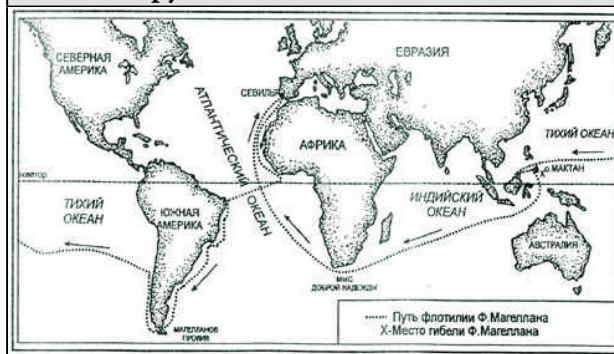 СЕВЕРНАЯ
АМЕРИКА
ЕВРАЗИЯ
СЕВИЛЬЯ
АТЛАНТИЧЕСКИЙ ОКЕАН
АФРИКА
ТИХИЙ
ОКЕАН
о МАКТАН
ТИХИЙ
ОКЕАН
ЮЖНАЯ
АМЕРИКА
ИНДИЙСКИЙ
ОКЕАН
АВСТРАЛИЯ
МЫС
ДОБРОЙ НАДЕЖДЫ
МАГЕЛЛАНОВ
ПРОЛИВ
Путь флотилии Ф.Магеллана
Х-Место гибели Ф.Магеллана